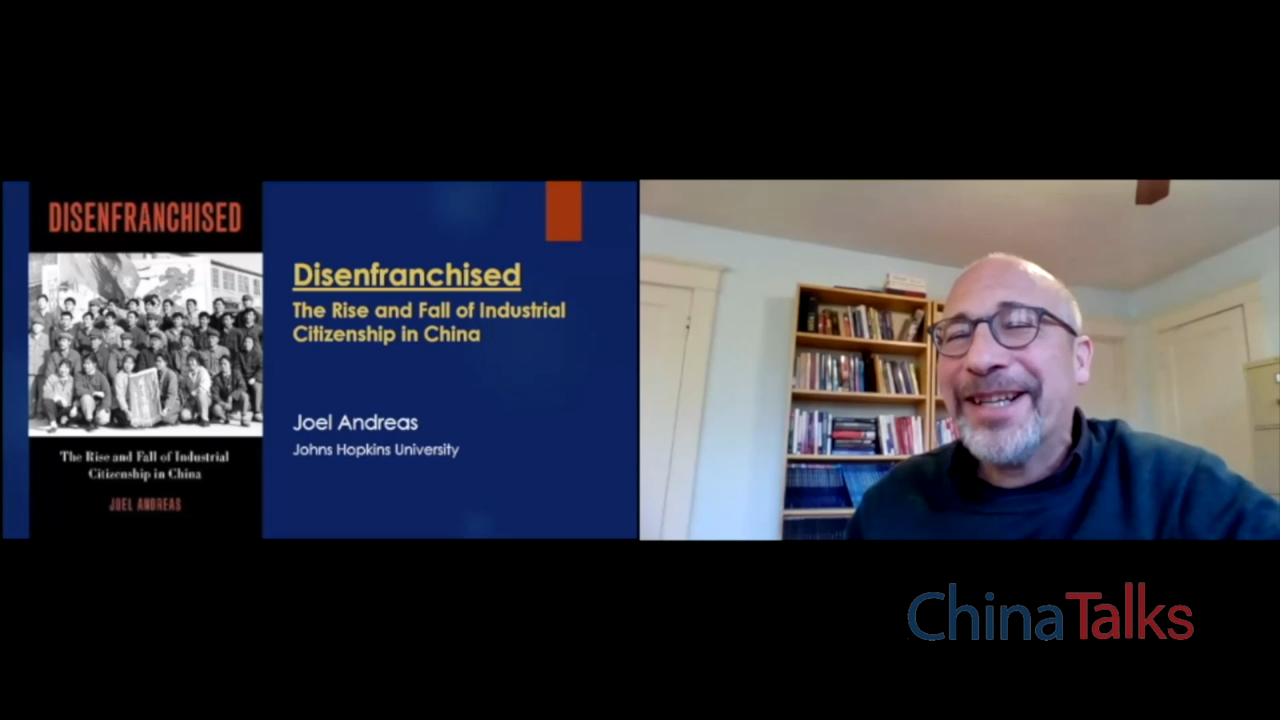 DISENFRANCHISED
The Rise and Fall of Industrial
Citizenship in China
JOEL ANDREAS
Disenfranchised
The Rise and Fall of Industrial
Citizenship in China
Joel Andreas
Johns Hopkins University
ChinaTalks